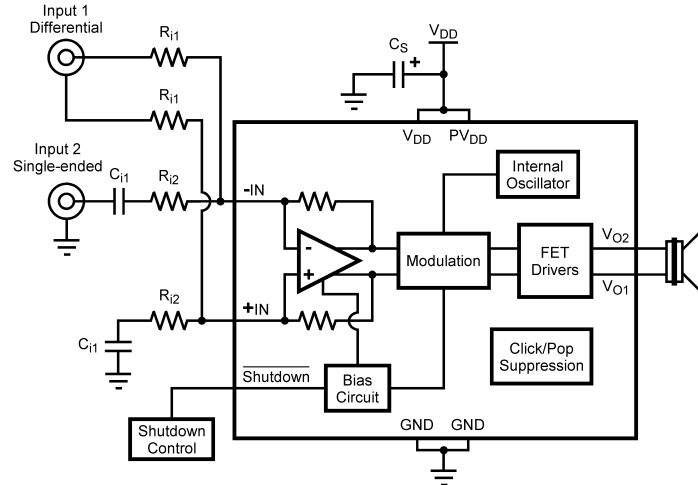 Input 1
Differential
Ri1
Ri1
Input 2
Single-ended
Ci1
Ri2
Ri2
Ci1
CS
+
VDD
VDD
PVDD
Internal
Oscillator
-IN
-
+
+IN
Modulation
FET
Drivers
VO2
VO1
Click/Pop
Suppression
Shutdown
Bias
Circuit
Shutdown
Control
GND
GND